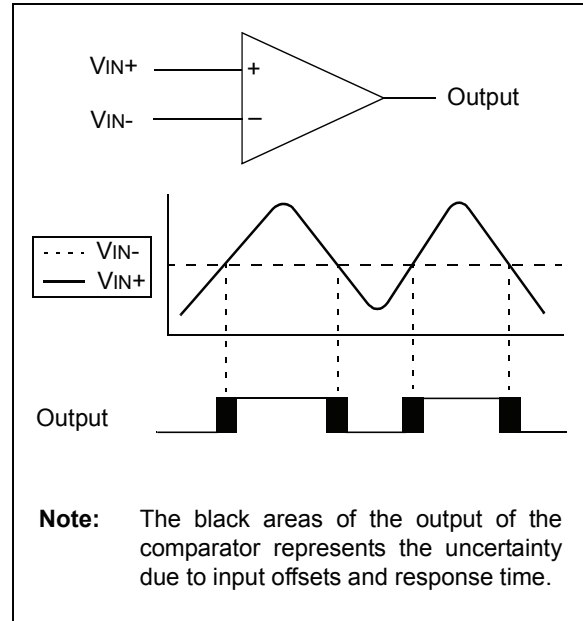 VIN+
+
Output
VIN-
–
VIN-
VIN+
Output
Note: The black areas of the output of the
comparator represents the uncertainty
due to input offsets and response time.